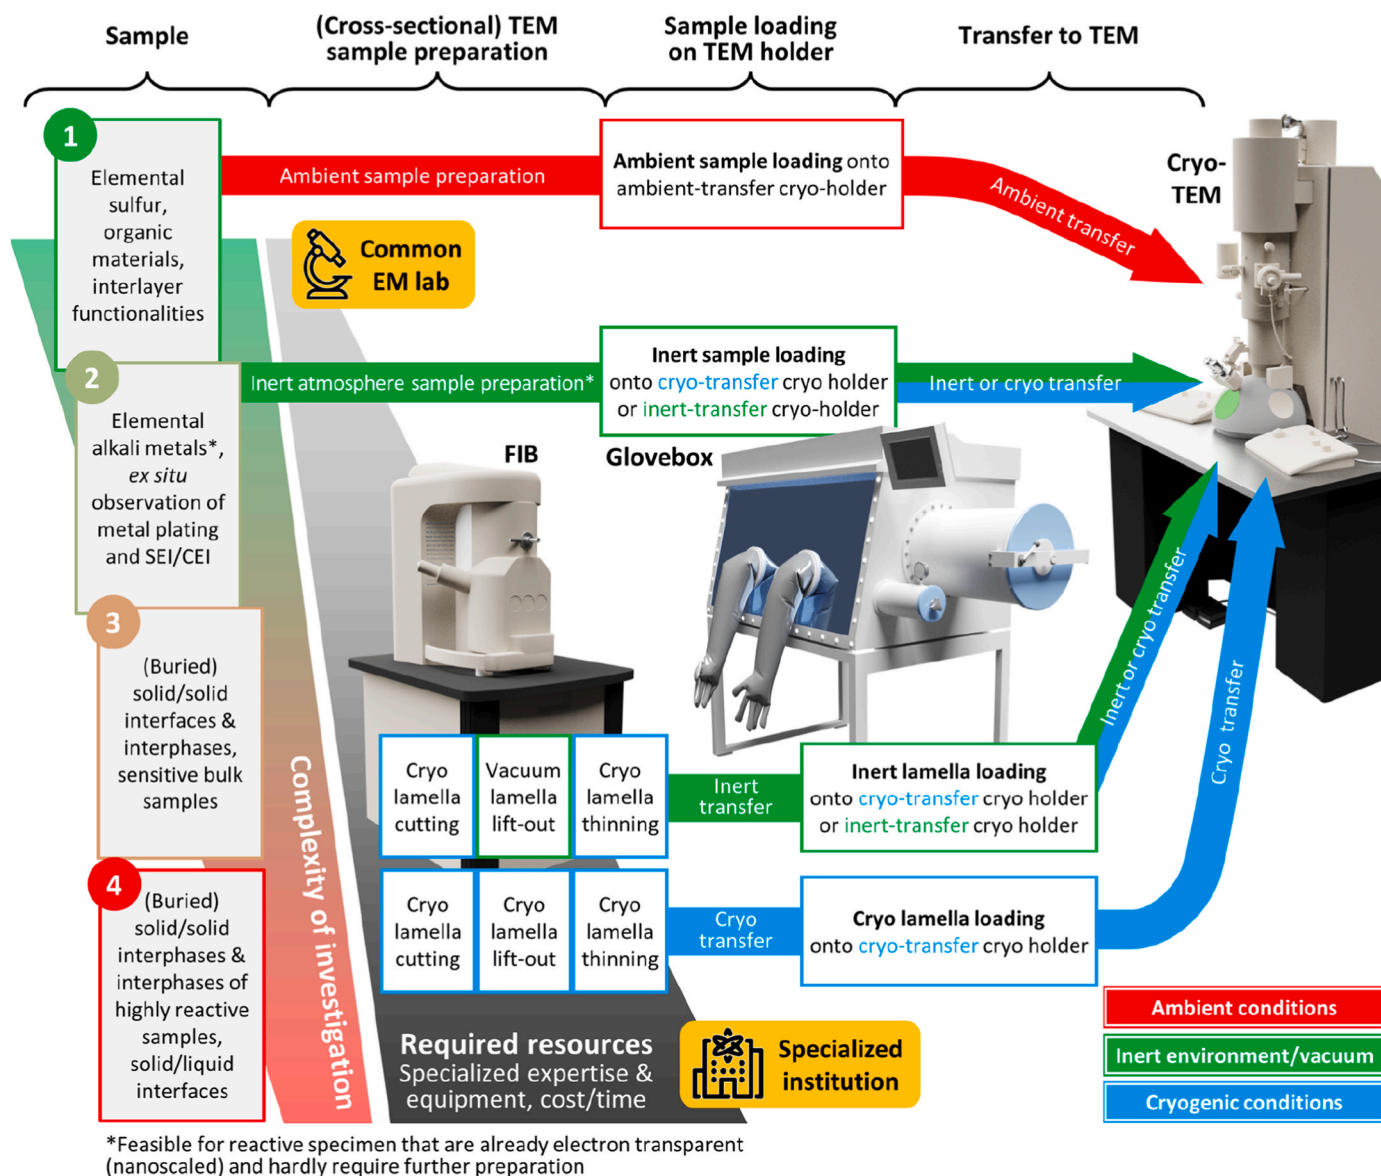 Sample
(Cross-sectional) TEM
sample preparation
Sample loading
on TEM holder
Transfer to TEM
1
Elemental
sulfur,
organic
materials,
interlayer
functionalities
Ambient sample preparation
Ambient sample loading onto
ambient-transfer cryo-holder
Ambient transfer
Cryo-
TEM
Common
EM lab
2
Elemental
alkali metals*,
ex situ
observation of
metal plating
and SEI/CEI
Inert atmosphere sample preparation*
Inert sample loading
onto cryo-transfer cryo holder
or inert-transfer cryo-holder
Inert or cryo transfer
FIB
Glovebox
3
(Buried)
solid/solid
interfaces &
interphases,
sensitive bulk
samples
Cryo
lamella
cutting
Vacuum
lamella
lift-out
Cryo
lamella
thinning
Inert
transfer
Inert lamella loading
onto cryo-transfer cryo holder
or inert-transfer cryo holder
Inert or cryo transfer
4
(Buried)
solid/solid
interphases &
interphases of
highly reactive
samples,
solid/liquid
interfaces
Cryo
lamella
cutting
Cryo
lamella
lift-out
Cryo
lamella
thinning
Cryo
transfer
Cryo lamella loading
onto cryo-transfer cryo holder
Cryo transfer
Complexity of investigation
Required resources
Specialized expertise &
equipment, cost/time
Specialized
institution
Ambient conditions
Inert environment/vacuum
Cryogenic conditions
*Feasible for reactive specimen that are already electron transparent
(nanoscaled) and hardly require further preparation